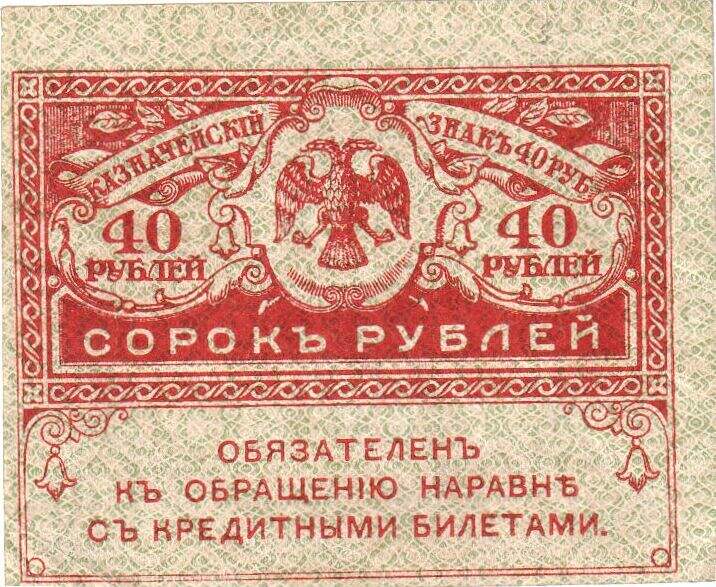 КАЗНАЧЕЙСКІЙ ЗНАКЪ 40 РУБ
40 РУБЛЕЙ
40 РУБЛЕЙ
СОРОКЪ РУБЛЕЙ
ОБЯЗАТЕЛЕНЪ
КЪ ОБРАЩЕНІЮ НАРАВНѢ
СЪ КРЕДИТНЫМИ БИЛЕТАМИ.